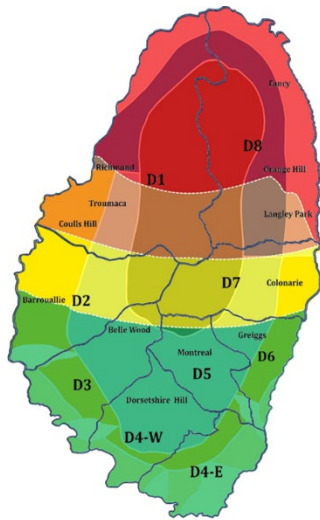 Fancy
D8
Richmond
Orange Hill
D1
Troumaca
Langley Park
Coulls Hill
D7
Colonarie
Barrouallie
D2
Belle Wood
Greiggs
Montreal
D6
D5
D3
Dorsetshire Hill
D4-W
D4-E